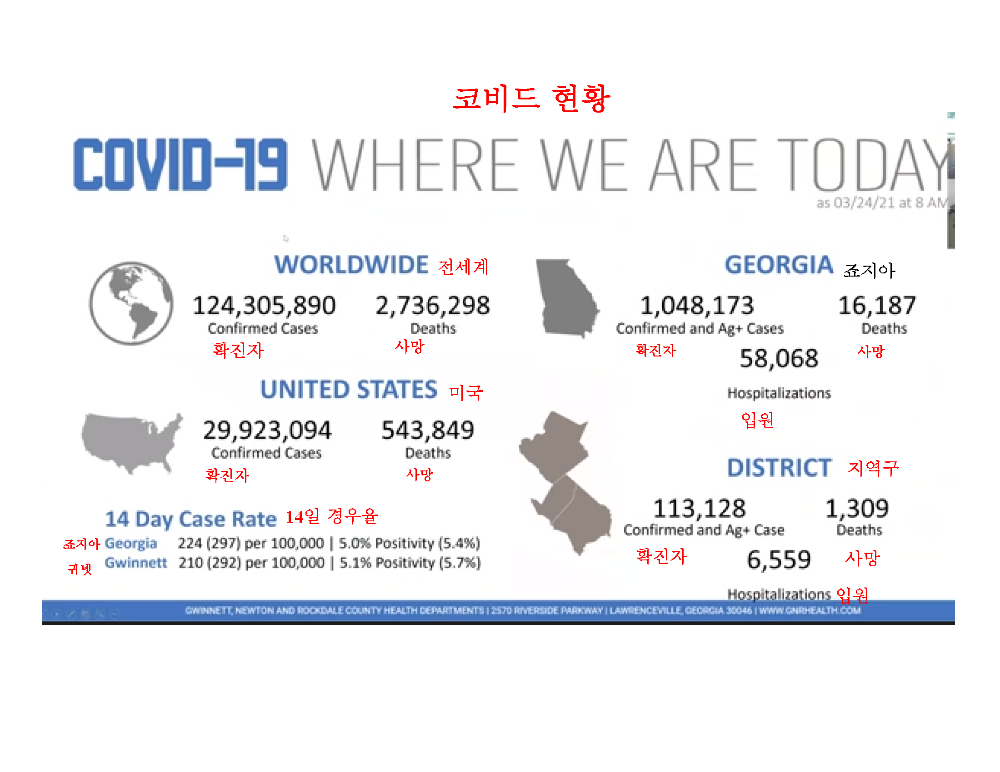 코비드 현황
COVID-19 WHERE WE ARE TODAY
as 03/24/21 at 8 AM
WORLDWIDE 전세계
124,305,890 2,736,298
Confirmed Cases Deaths
확진자 사망
UNITED STATES 미국
29,923,094 543,849
Confirmed Cases Deaths
확진자 사망
14 Day Case Rate 14일 경우율
죠지아 Georgia 224 (297) per 100,000 | 5.0% Positivity (5.4%)
귀넷 Gwinnett 210 (292) per 100,000 | 5.1% Positivity (5.7%)
GEORGIA 죠지아
1,048,173 16,187
Confirmed and Ag+ Cases Deaths
확진자 58,068 사망
Hospitalizations
입원
DISTRICT 지역구
113,128 1,309
Confirmed and Ag+ Case Deaths
확진자 6,559 사망
Hospitalizations 입원
GWINNETT, NEWTON AND ROCKDALE COUNTY HEALTH DEPARTMENTS | 2570 RIVERSIDE PARKWAY | LAWRENCEVILLE, GEORGIA 30046 | WWW.GNRHEALTH.COM